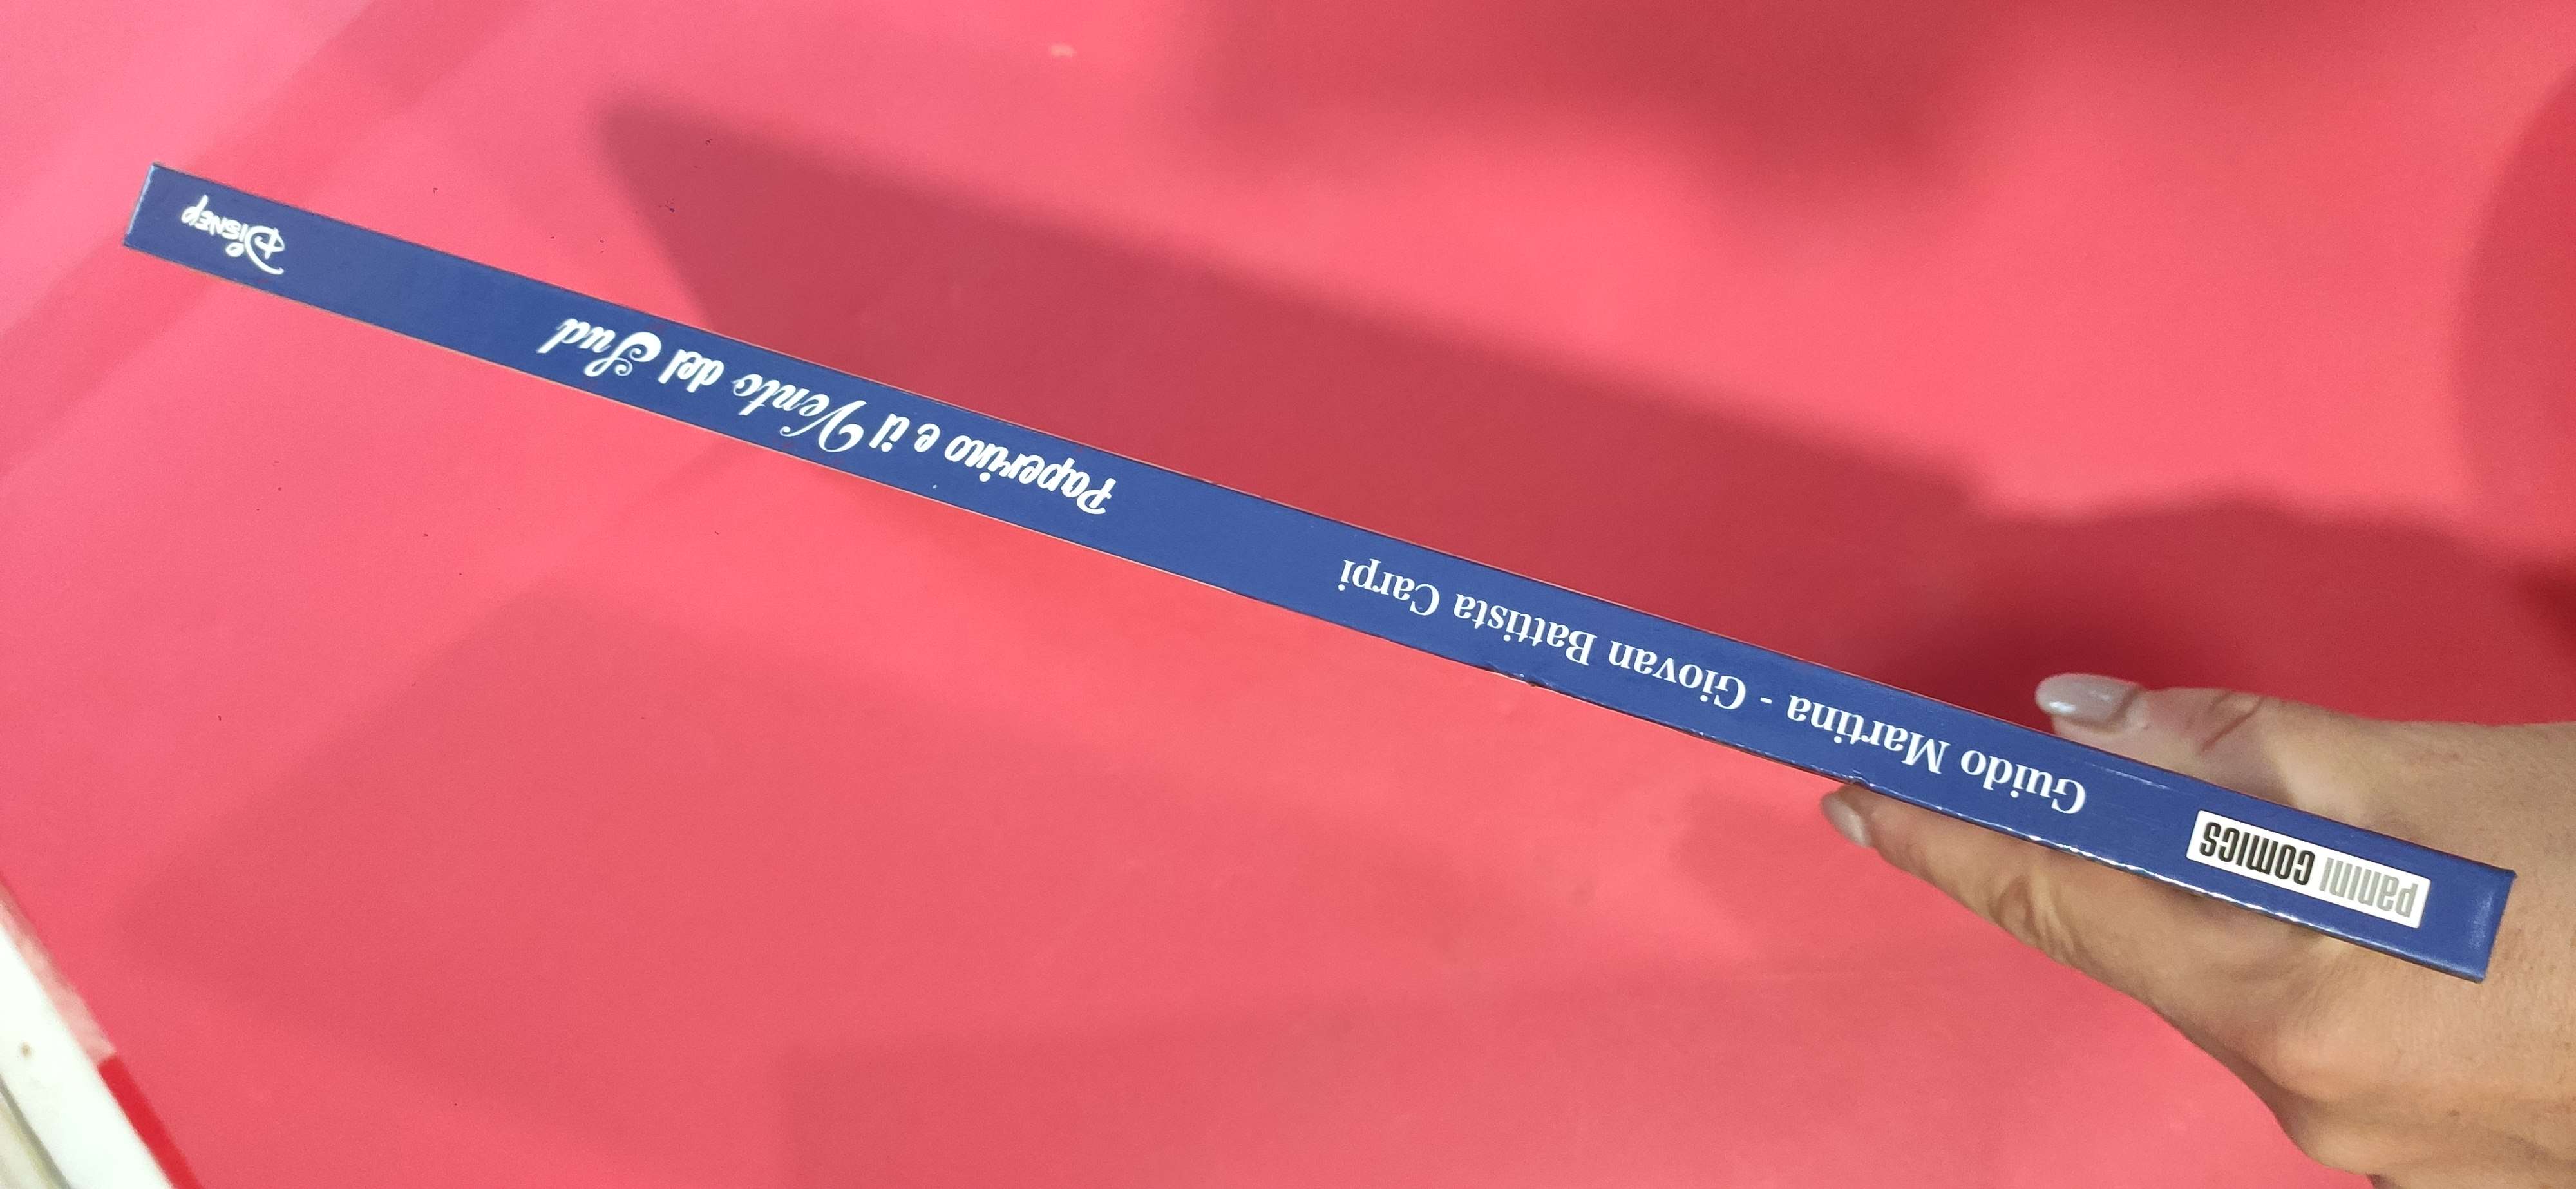 Panini Comics
Guido Martina - Giovan Battista Carpi
Paperino e il Vento del Sud
Disney